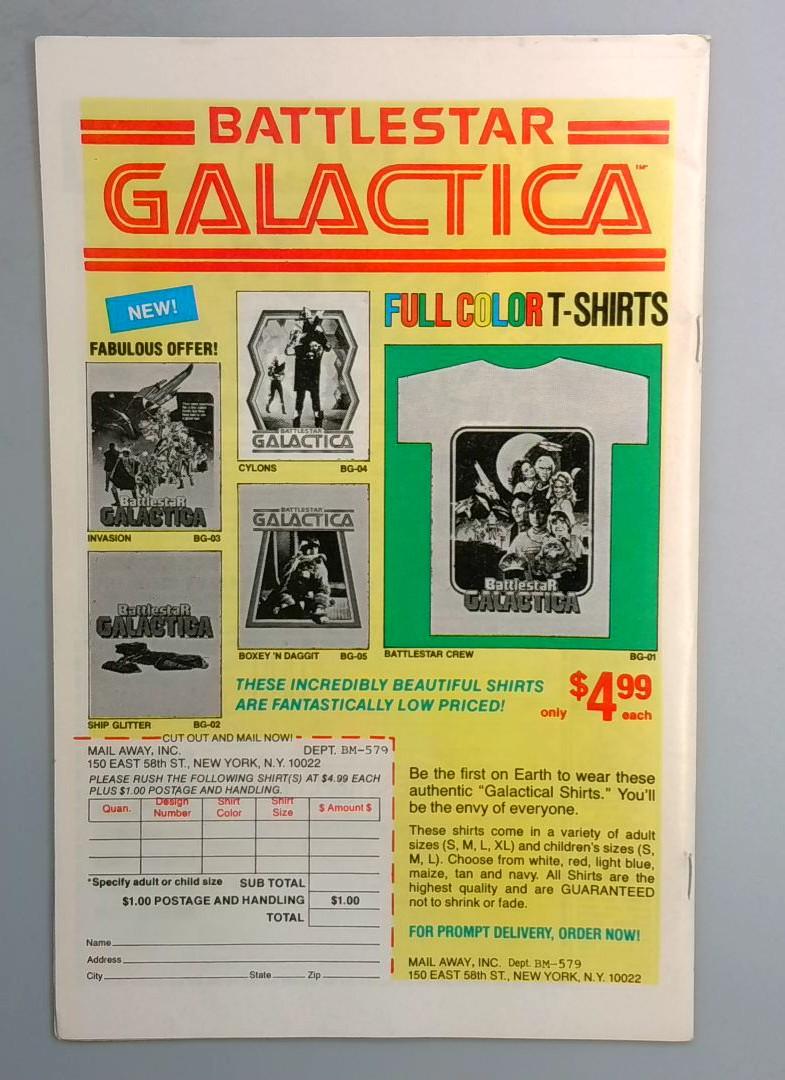 BATTLESTAR
GALACTICA™
NEW!
FABULOUS OFFER!
FULL COLOR T-SHIRTS
BattlestaR
GALACTICA
INVASION BG-03
BATTLESTAR
GALACTICA
CYLONS BG-04
BattlestaR
GALACTICA
SHIP GLITTER BG-02
BATTLESTAR
GALACTICA
BOXEY 'N DAGGIT BG-05
BattlestaR
GALACTICA
BATTLESTAR CREW BG-01
THESE INCREDIBLY BEAUTIFUL SHIRTS
ARE FANTASTICALLY LOW PRICED!
only $4.99 each
CUT OUT AND MAIL NOW!
MAIL AWAY, INC. DEPT. BM-579
150 EAST 58th ST., NEW YORK, N.Y. 10022
PLEASE RUSH THE FOLLOWING SHIRT(S) AT $4.99 EACH
PLUS $1.00 POSTAGE AND HANDLING.
Quan. Design Number Shirt Color Shirt Size $ Amount $
*Specify adult or child size SUB TOTAL
$1.00 POSTAGE AND HANDLING $1.00
TOTAL
Name
Address
City State Zip
Be the first on Earth to wear these
authentic "Galactical Shirts." You'll
be the envy of everyone.
These shirts come in a variety of adult
sizes (S, M, L, XL) and children's sizes (S,
M, L). Choose from white, red, light blue,
maize, tan and navy. All Shirts are the
highest quality and are GUARANTEED
not to shrink or fade.
FOR PROMPT DELIVERY, ORDER NOW!
MAIL AWAY, INC. Dept. BM-579
150 EAST 58th ST., NEW YORK, N.Y. 10022